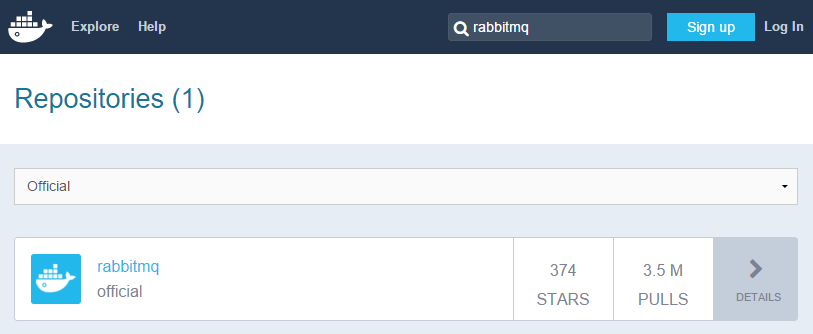 Explore Help rabbitmq Sign up Log In
Repositories (1)
Official
rabbitmq
official
374
STARS
3.5 M
PULLS
DETAILS